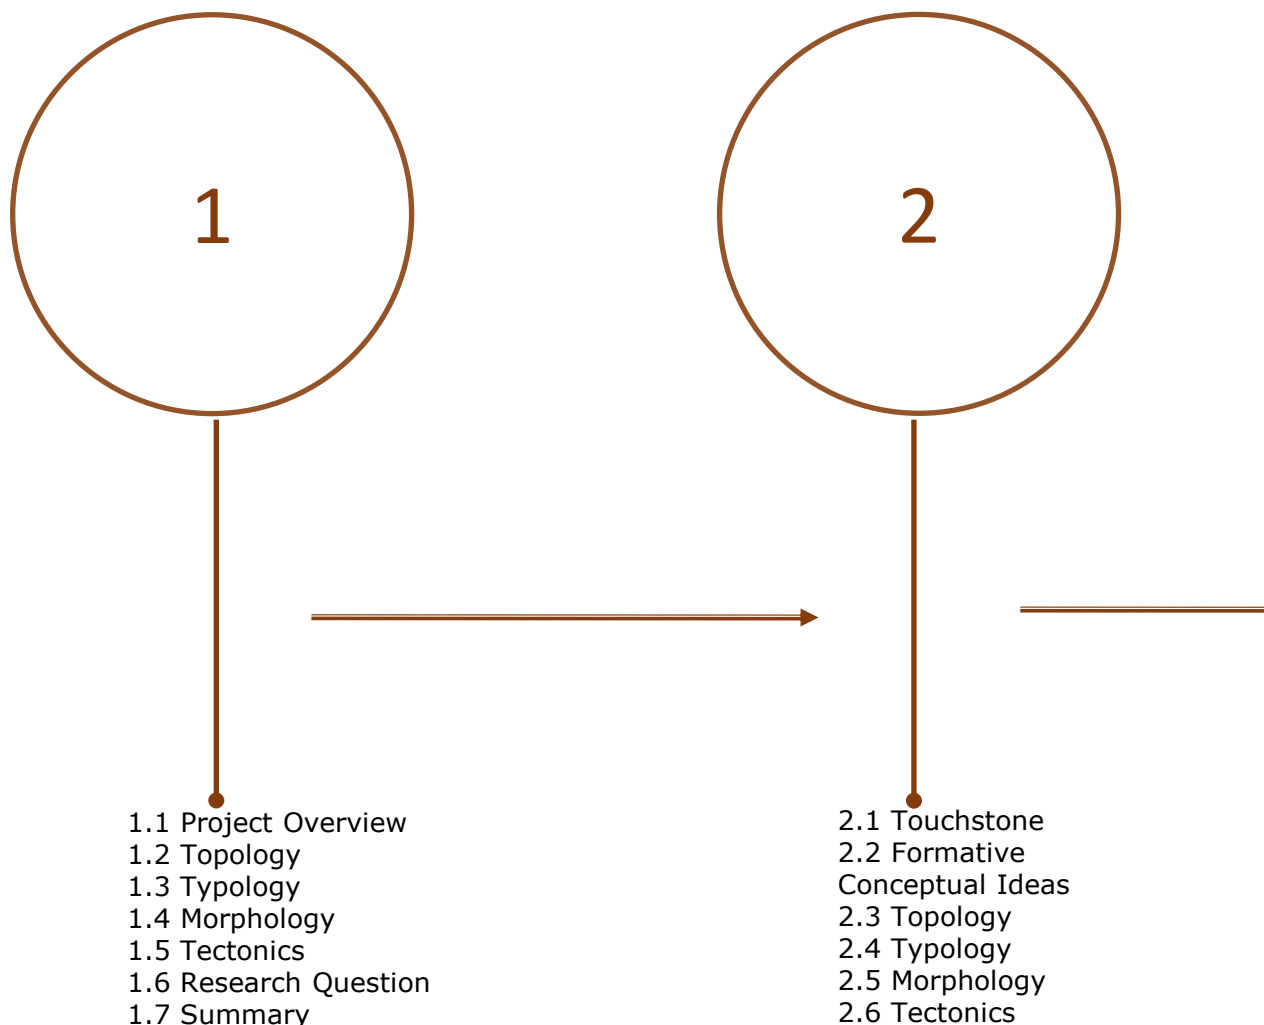 1
2
1.1 Project Overview
1.2 Topology
1.3 Typology
1.4 Morphology
1.5 Tectonics
1.6 Research Question
1.7 Summary
2.1 Touchstone
2.2 Formative
Conceptual Ideas
2.3 Topology
2.4 Typology
2.5 Morphology
2.6 Tectonics